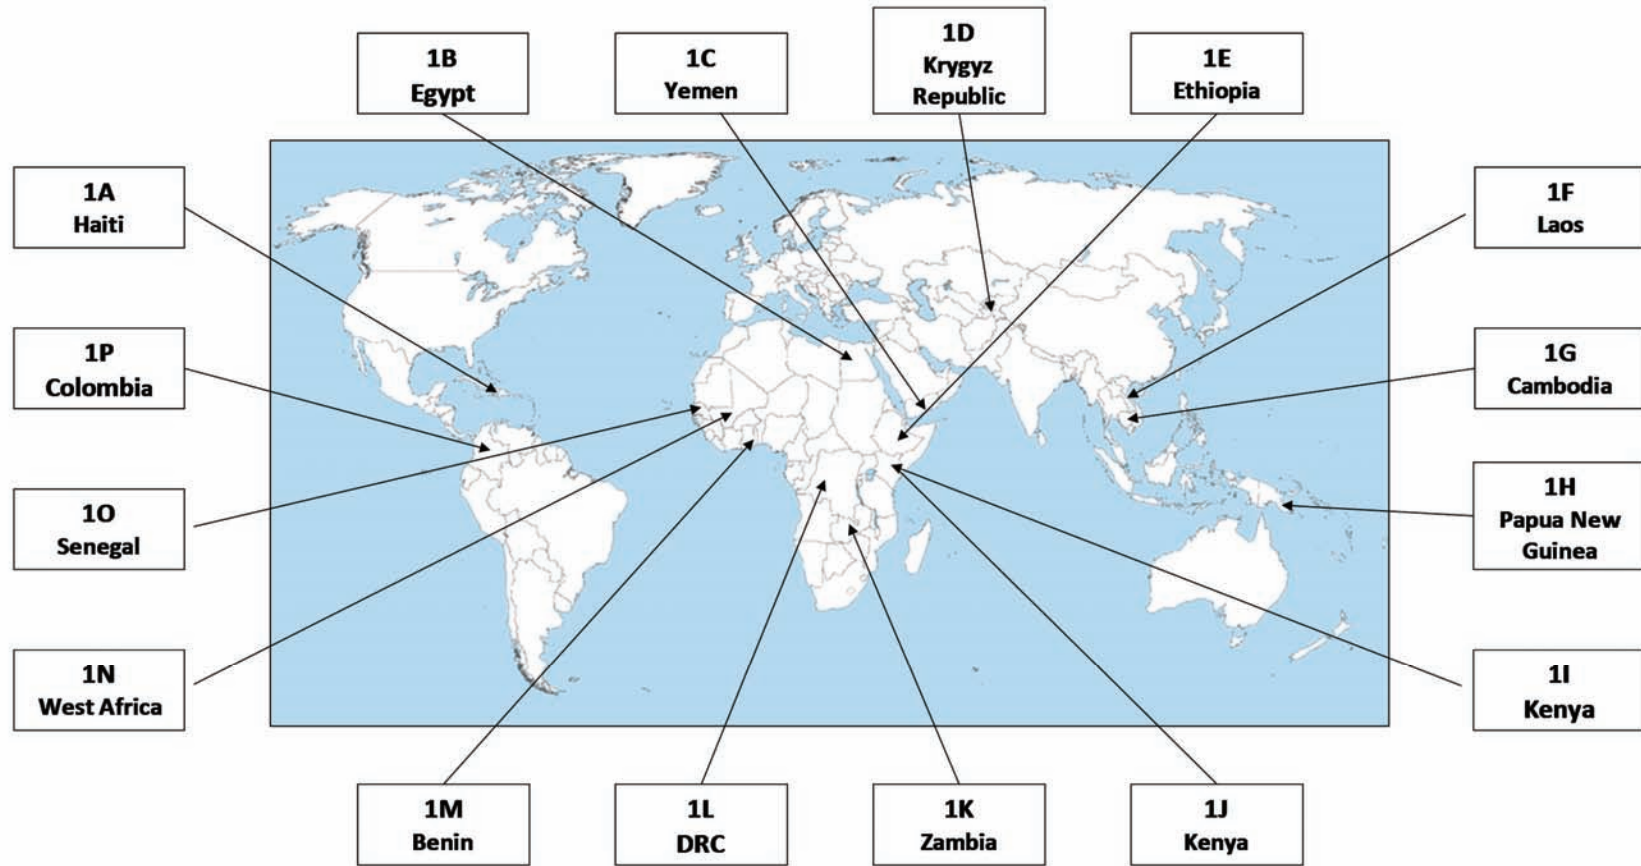 1B
Egypt
1C
Yemen
1D
Krygyz
Republic
1E
Ethiopia
1A
Haiti
1F
Laos
1P
Colombia
1G
Cambodia
1O
Senegal
1H
Papua New
Guinea
1N
West Africa
1I
Kenya
1M
Benin
1L
DRC
1K
Zambia
1J
Kenya